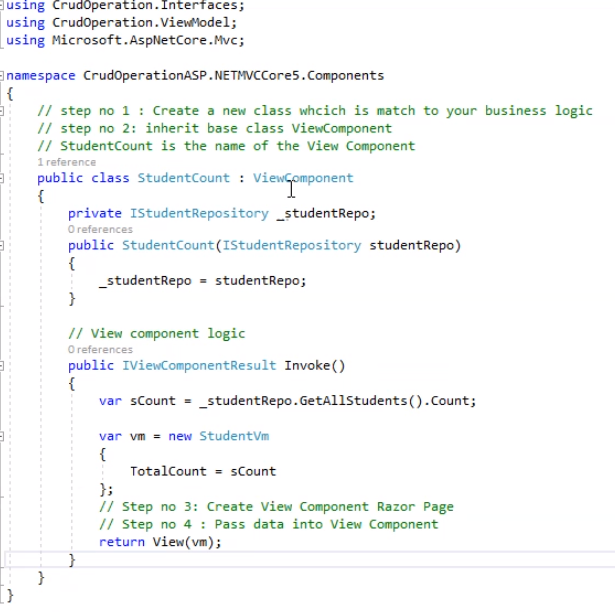 using CrudOperation.Interfaces;
using CrudOperation.ViewModel;
using Microsoft.AspNetCore.Mvc;
namespace CrudOperationASP.NETMVCCore5.Components
{
// step no 1 : Create a new class whcich is match to your business logic
// step no 2: inherit base class ViewComponent
// StudentCount is the name of the View Component
1 reference
public class StudentCount : ViewComponent
{
private IStudentRepository _studentRepo;
0 references
public StudentCount(IStudentRepository studentRepo)
{
_studentRepo = studentRepo;
}
// View component logic
0 references
public IViewComponentResult Invoke()
{
var sCount = _studentRepo.GetAllStudents().Count;
var vm = new StudentVm
{
TotalCount = sCount
};
// Step no 3: Create View Component Razor Page
// Step no 4 : Pass data into View Component
return View(vm);
}
}
}